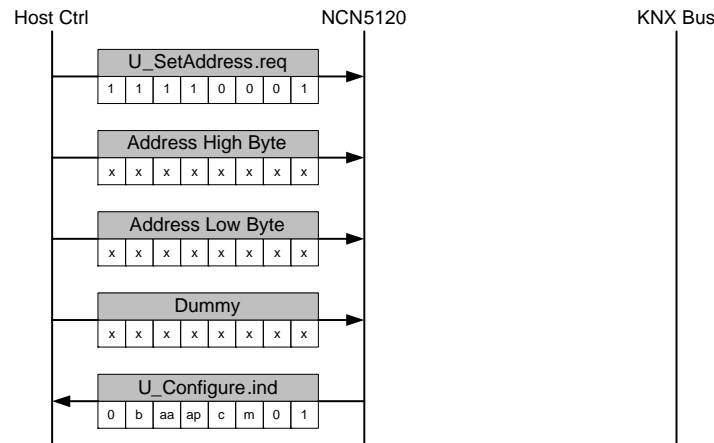 Host Ctrl NCN5120 KNX Bus
U_SetAddress.req
1 1 1 1 0 0 0 1
Address High Byte
x x x x x x x x
Address Low Byte
x x x x x x x x
Dummy
x x x x x x x x
U_Configure.ind
0 b aa ap c m 0 1